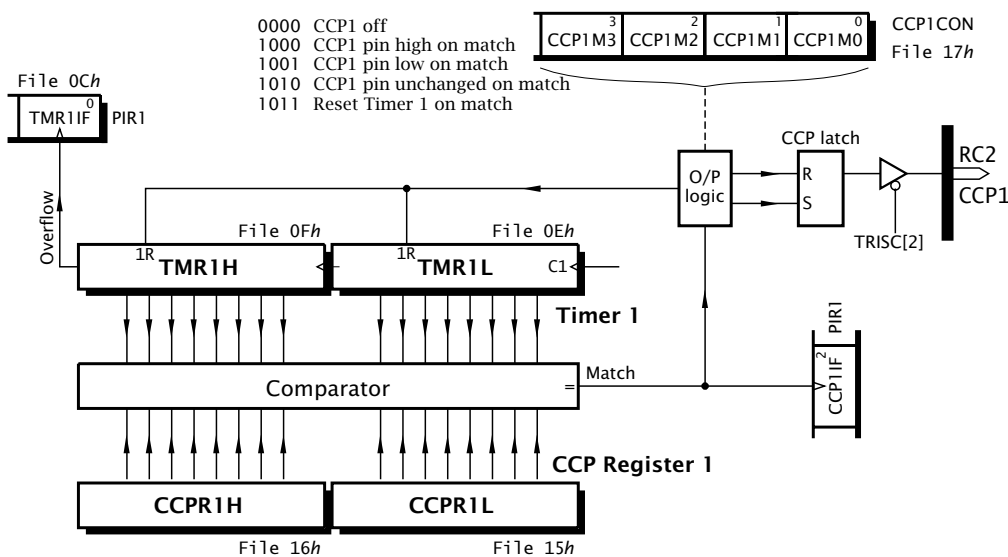 0000 CCP1 off
1000 CCP1 pin high on match
1001 CCP1 pin low on match
1010 CCP1 pin unchanged on match
1011 Reset Timer 1 on match
3 2 1 0
CCP1M3 CCP1M2 CCP1M1 CCP1M0
CCP1CON
File 17h
File 0Ch
0
TMR1IF
PIR1
CCP latch
O/P
logic
R
S
RC2
CCP1
TRISC[2]
Overflow
File 0Fh
File 0Eh
1R
TMR1H
1R
TMR1L
C1
Timer 1
PIR1
2
CCP1IF
Comparator
=
Match
CCP Register 1
CCPR1H
CCPR1L
File 16h
File 15h